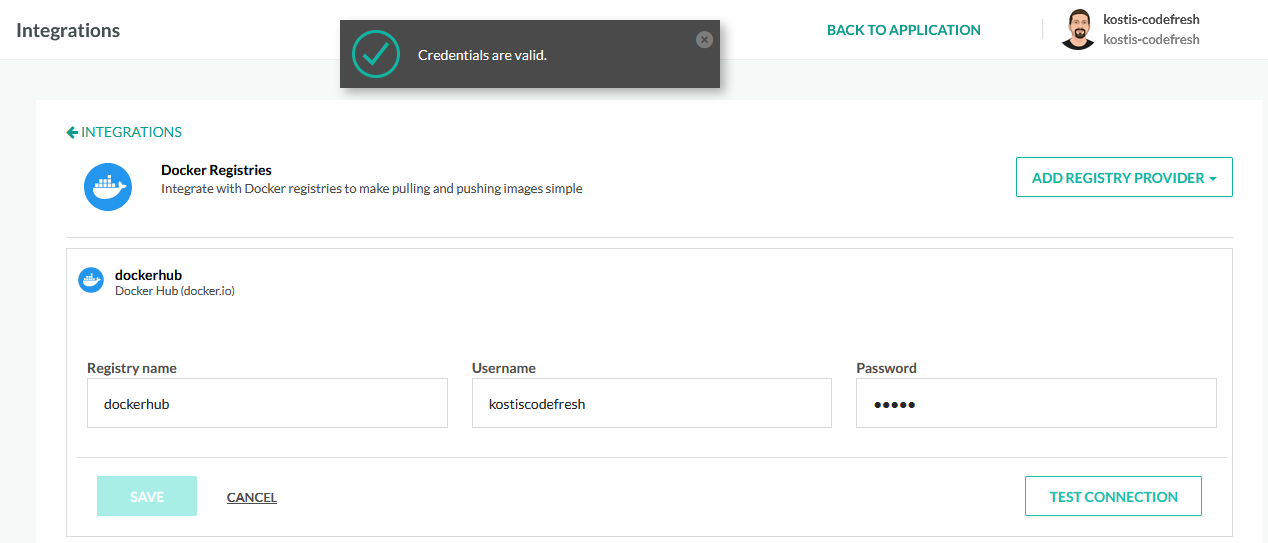 Integrations
Credentials are valid.
BACK TO APPLICATION
kostis-codefresh
kostis-codefresh
INTEGRATIONS
Docker Registries
Integrate with Docker registries to make pulling and pushing images simple
ADD REGISTRY PROVIDER
dockerhub
Docker Hub (docker.io)
Registry name
Username
Password
dockerhub
kostiscodefresh
•••••
SAVE
CANCEL
TEST CONNECTION